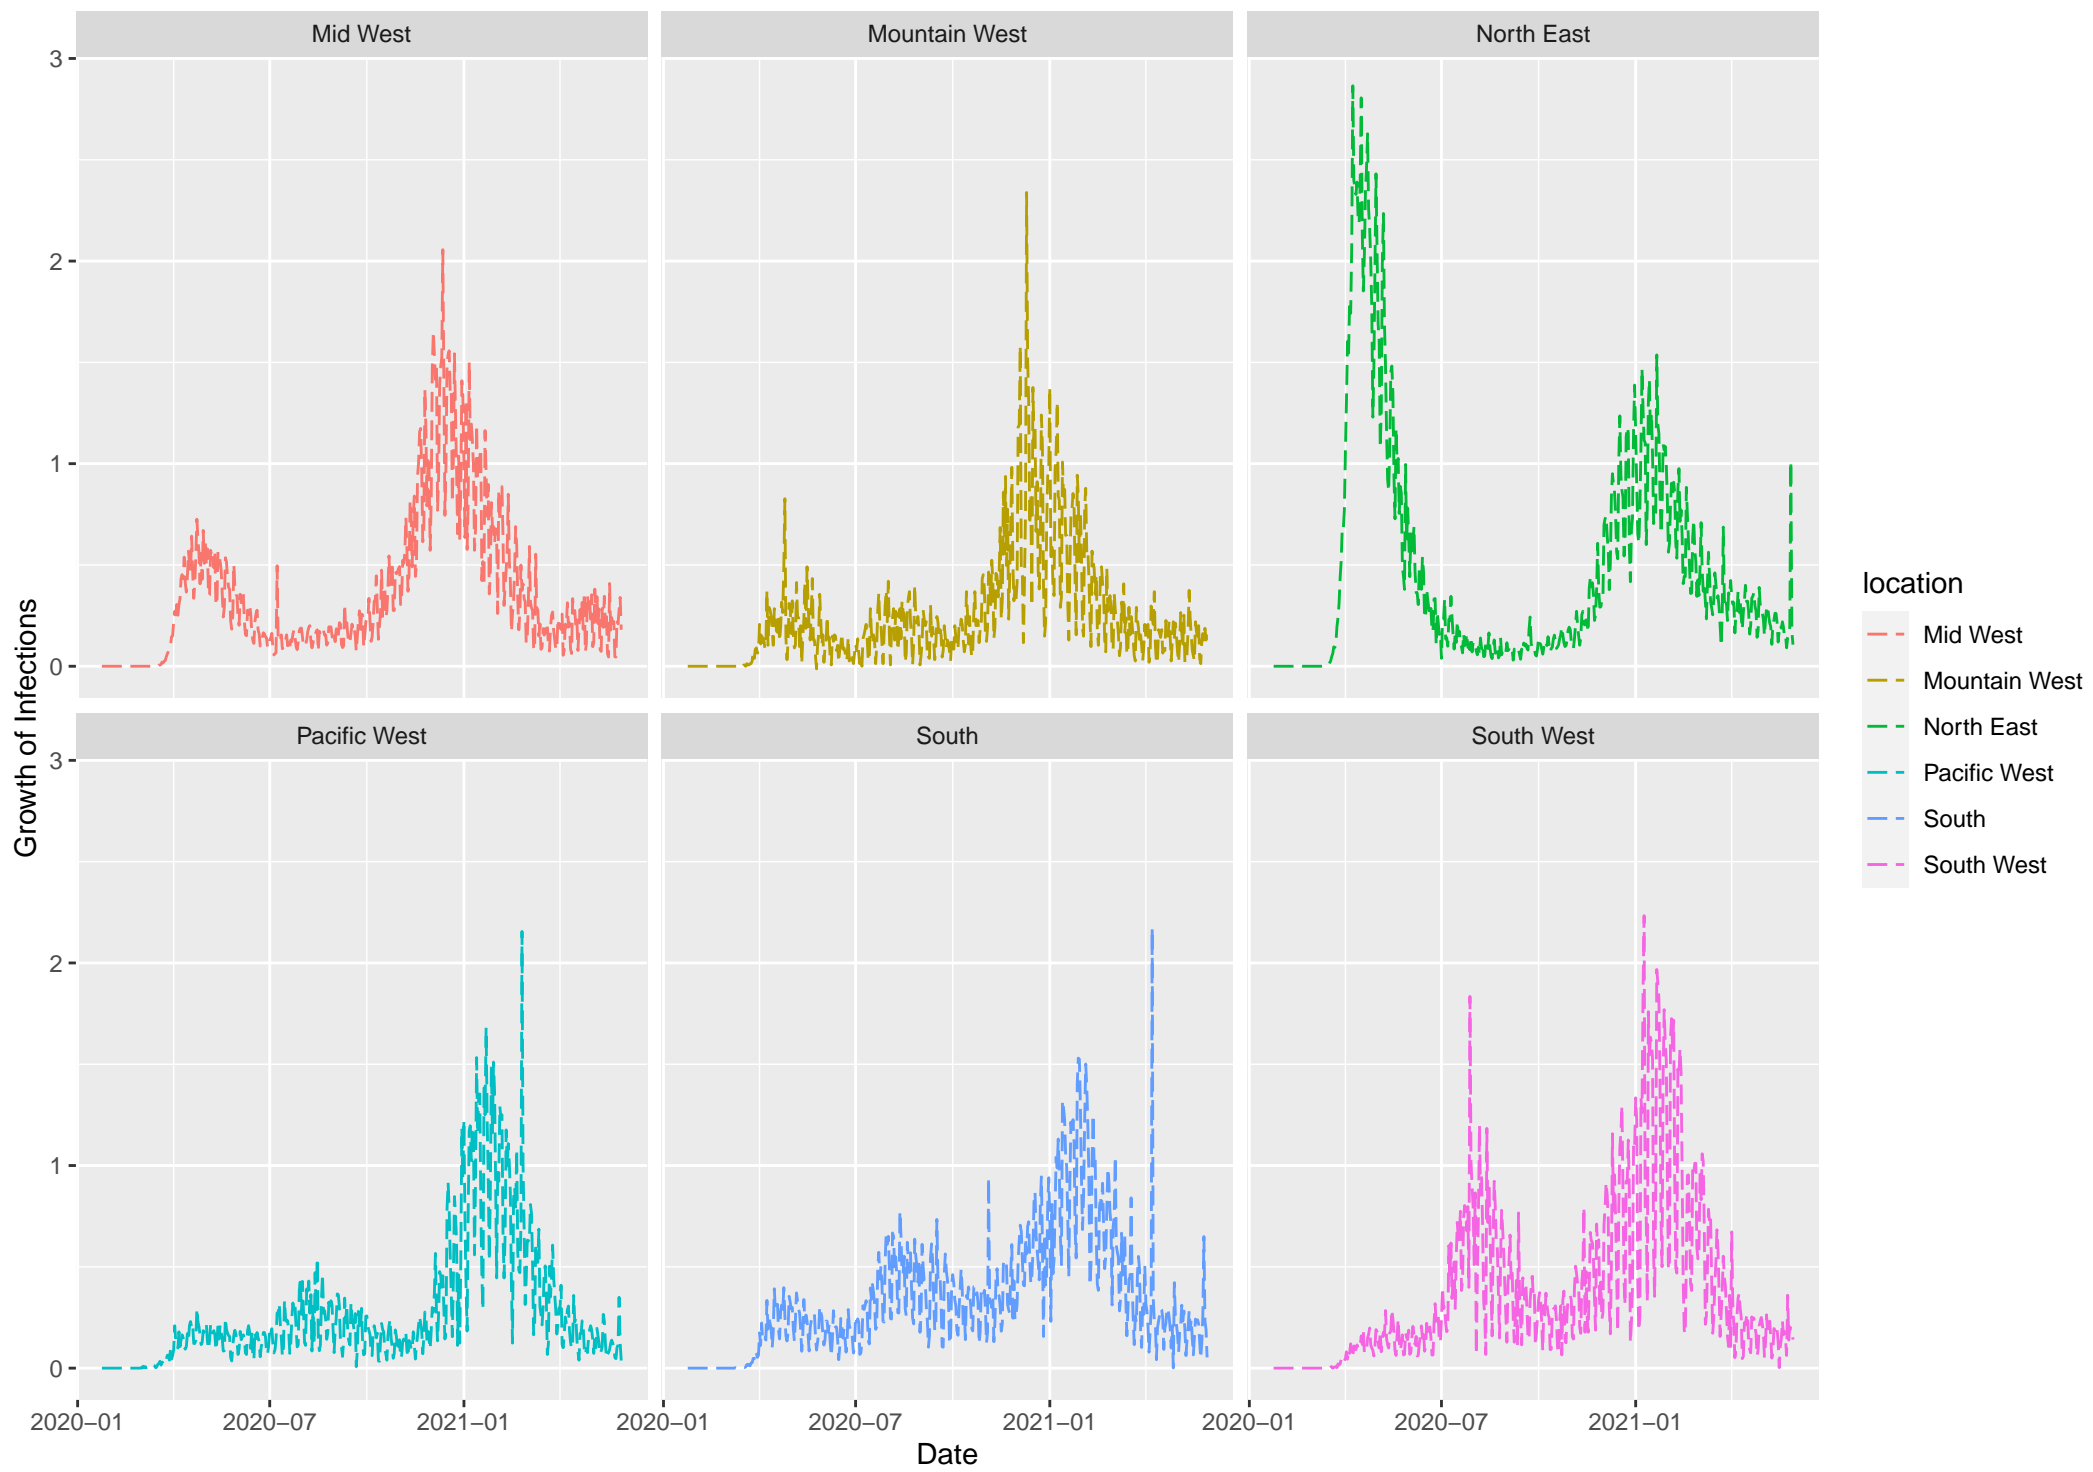 Mid West
Mountain West
North East
3
2
1
0
Pacific West
South
South West
3
2
1
0
2020−01
2020−07
2021−01
2020−01
2020−07
2021−01
2020−01
2020−07
2021−01
Date
Growth of Infections
location
Mid West
Mountain West
North East
Pacific West
South
South West